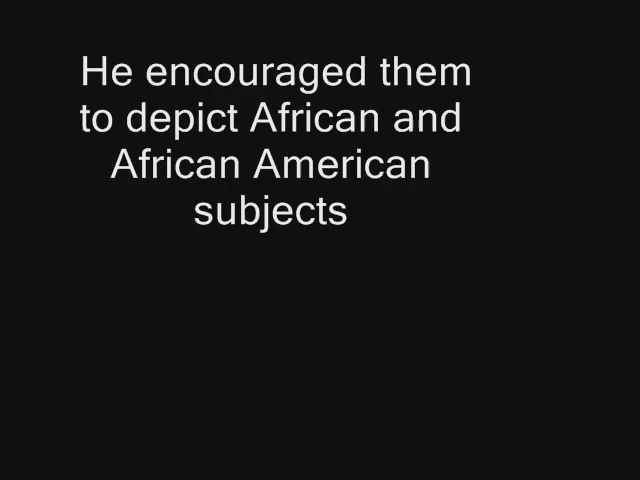 He encouraged them
to depict African and
African American
subjects